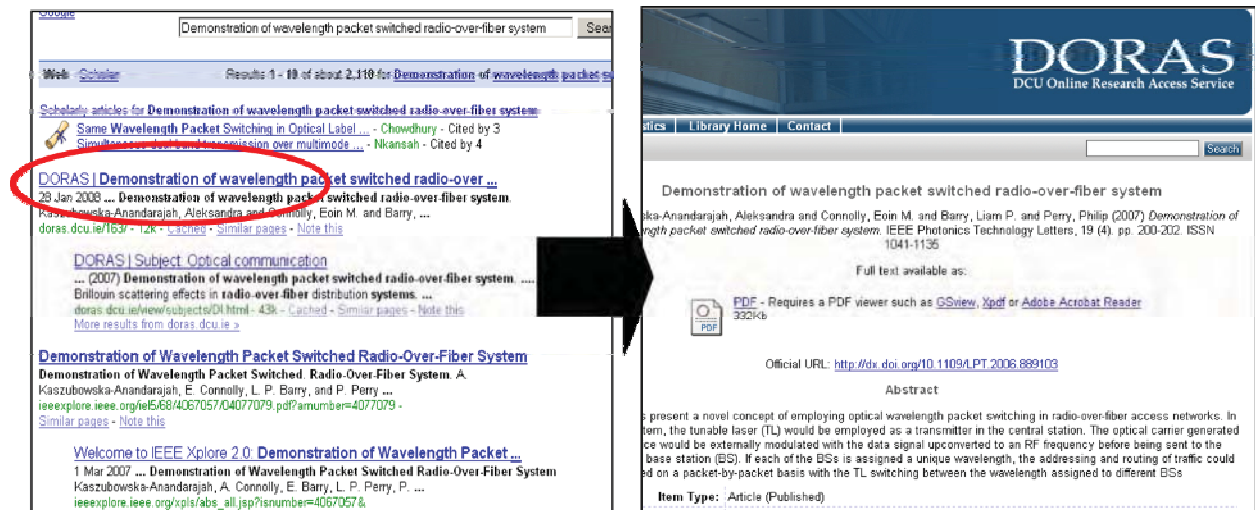 Google
Demonstration of wavelength packet switched radio-over-fiber system
Web Scholar Results 1 - 10 of about 2,110 for Demonstration of wavelength packet
Scholarly articles for Demonstration of wavelength packet switched radio-over-fiber system
Same Wavelength Packet Switching in Optical Label ... - Chowdhury - Cited by 3
Simultaneous dual band transmission over multimode ... - Nkansah - Cited by 4
DORAS | Demonstration of wavelength packet switched radio-over ...
28 Jan 2008 ... Demonstration of wavelength packet switched radio-over-fiber system.
Kaszubowska-Anandarajah, Aleksandra and Connolly, Eoin M. and Barry, ...
doras.dcu.ie/163/ - 12k - Cached - Similar pages - Note this
DORAS | Subject: Optical communication
... (2007) Demonstration of wavelength packet switched radio-over-fiber system. ....
Brillouin scattering effects in radio-over-fiber distribution systems. ...
doras.dcu.ie/view/subjects/DI.html - 43k - Cached - Similar pages - Note this
More results from doras.dcu.ie »
Demonstration of Wavelength Packet Switched Radio-Over-Fiber System
Demonstration of Wavelength Packet Switched. Radio-Over-Fiber System. A.
Kaszubowska-Anandarajah, E. Connolly, L. P. Barry, and P. Perry ...
ieeexplore.ieee.org/iel5/68/4067057/04077079.pdf?arnumber=4077079 -
Similar pages - Note this
Welcome to IEEE Xplore 2.0: Demonstration of Wavelength Packet ...
1 Mar 2007 ... Demonstration of Wavelength Packet Switched Radio-Over-Fiber System
Kaszubowska-Anandarajah, A. Connolly, E. Barry, L. P. Perry, P. ...
ieeexplore.ieee.org/xpls/abs_all.jsp?isnumber=4067057&
DORAS
DCU Online Research Access Service
stics | Library Home | Contact
Search
Demonstration of wavelength packet switched radio-over-fiber system
ska-Anandarajah, Aleksandra and Connolly, Eoin M. and Barry, Liam P. and Perry, Philip (2007) Demonstration of
ngth packet switched radio-over-fiber system. IEEE Photonics Technology Letters, 19 (4). pp. 200-202. ISSN
1041-1135
Full text available as:
PDF - Requires a PDF viewer such as GSview, Xpdf or Adobe Acrobat Reader
332Kb
PDF
Official URL: http://dx.doi.org/10.1109/LPT.2006.889103
Abstract
s present a novel concept of employing optical wavelength packet switching in radio-over-fiber access networks. In
tem, the tunable laser (TL) would be employed as a transmitter in the central station. The optical carrier generated
ce would be externally modulated with the data signal upconverted to an RF frequency before being sent to the
base station (BS). If each of the BSs is assigned a unique wavelength, the addressing and routing of traffic could
ed on a packet-by-packet basis with the TL switching between the wavelength assigned to different BSs
Item Type: Article (Published)